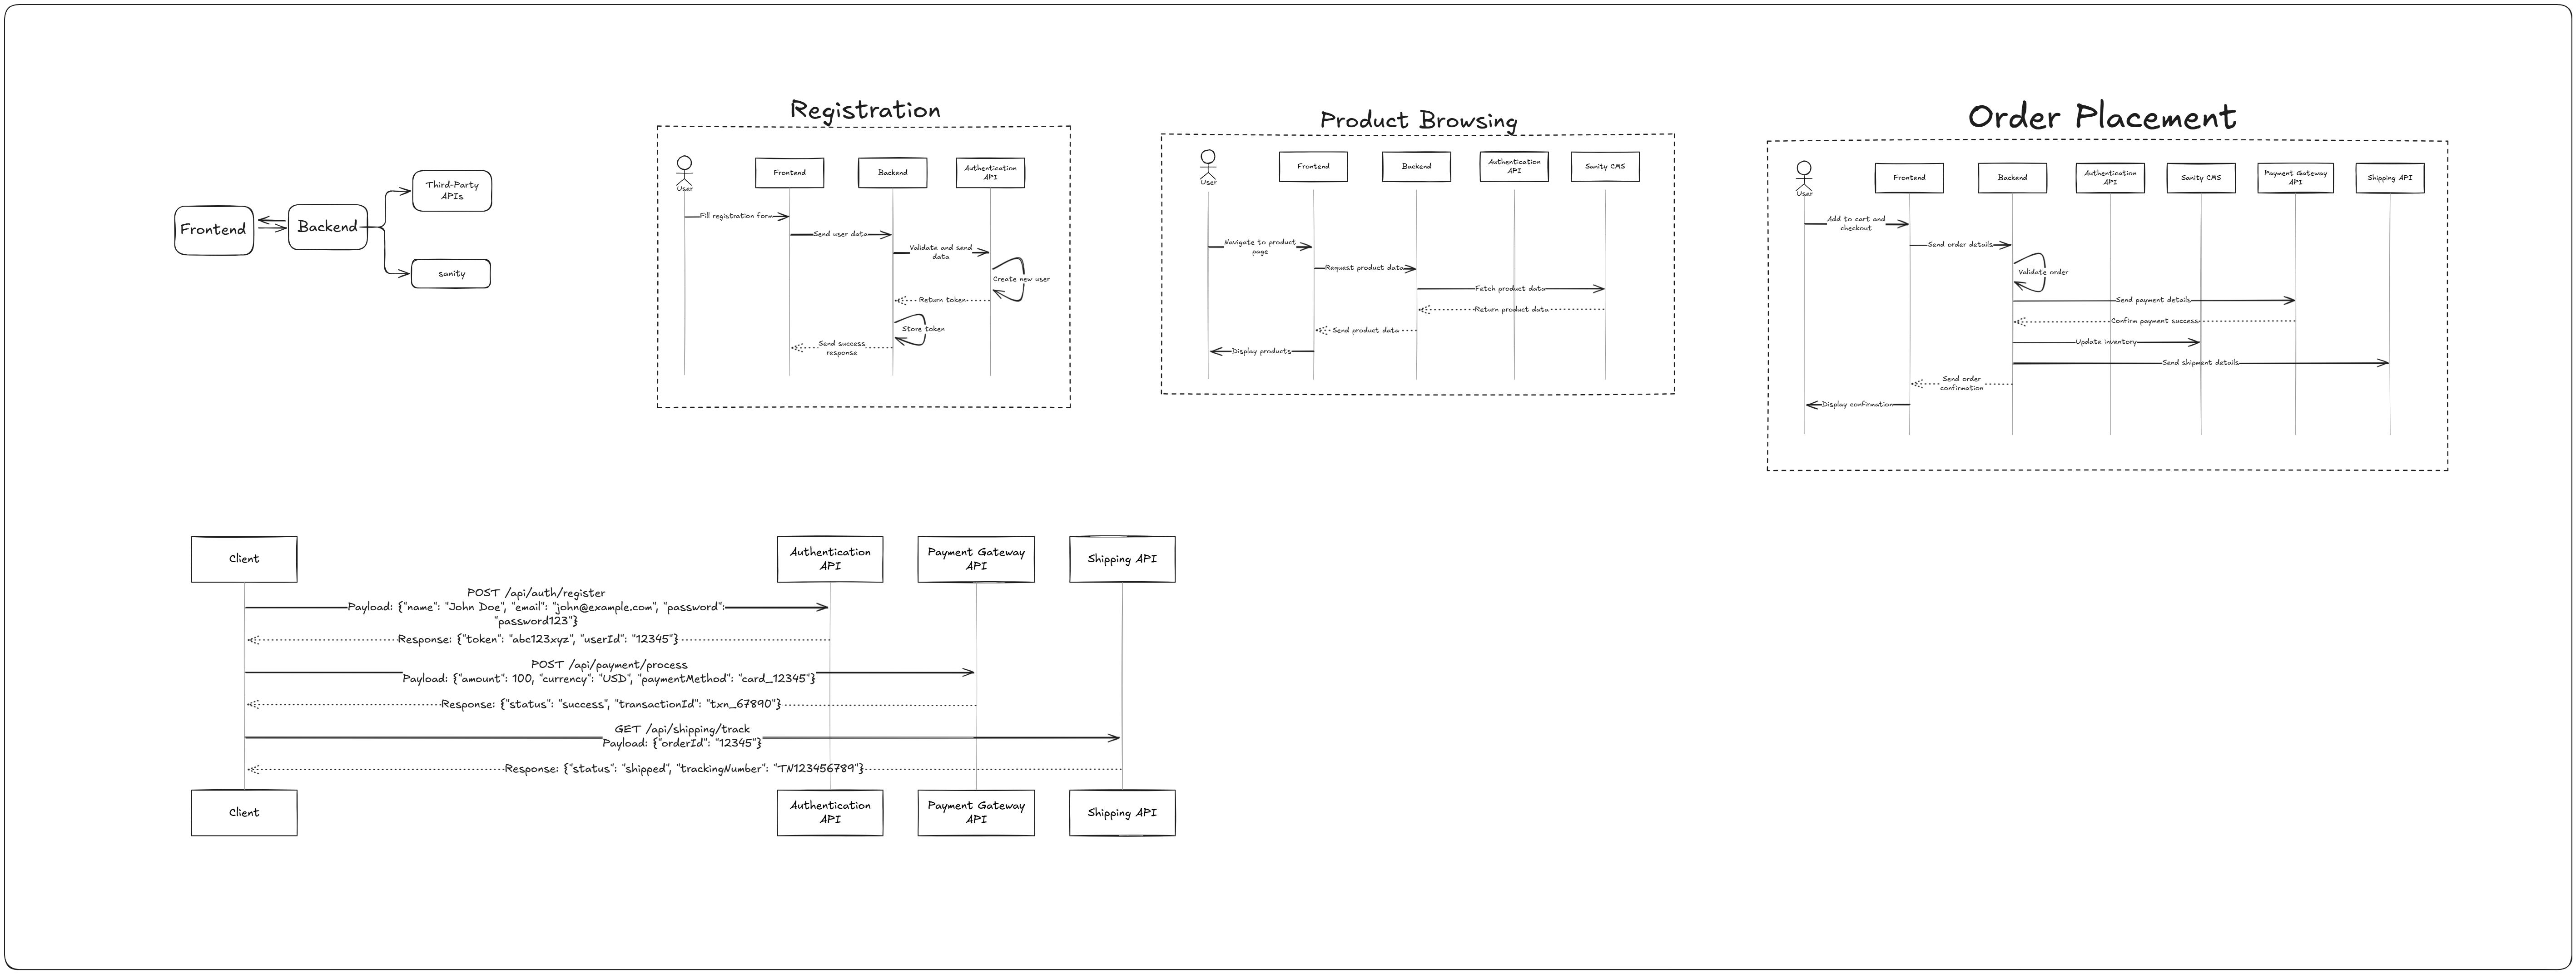 Frontend
Backend
Third-Party
APIs
sanity
Registration
User
Frontend
Backend
Authentication
API
Fill registration form
Send user data
Validate and send
data
Create new user
Return token
Store token
Send success
response
Product Browsing
User
Frontend
Backend
Authentication
API
Sanity CMS
Navigate to product
page
Request product data
Fetch product data
Return product data
Send product data
Display products
Order Placement
User
Frontend
Backend
Authentication
API
Sanity CMS
Payment Gateway
API
Shipping API
Add to cart and
checkout
Send order details
Validate order
Send payment details
Confirm payment success
Update inventory
Send shipment details
Send order
confirmation
Display confirmation
Client
Authentication
API
Payment Gateway
API
Shipping API
POST /api/auth/register
Payload: {"name": "John Doe", "email": "john@example.com", "password":
"password123"}
Response: {"token": "abc123xyz", "userId": "12345"}
POST /api/payment/process
Payload: {"amount": 100, "currency": "USD", "paymentMethod": "card_12345"}
Response: {"status": "success", "transactionId": "txn_67890"}
GET /api/shipping/track
Payload: {"orderId": "12345"}
Response: {"status": "shipped", "trackingNumber": "TN123456789"}
Client
Authentication
API
Payment Gateway
API
Shipping API